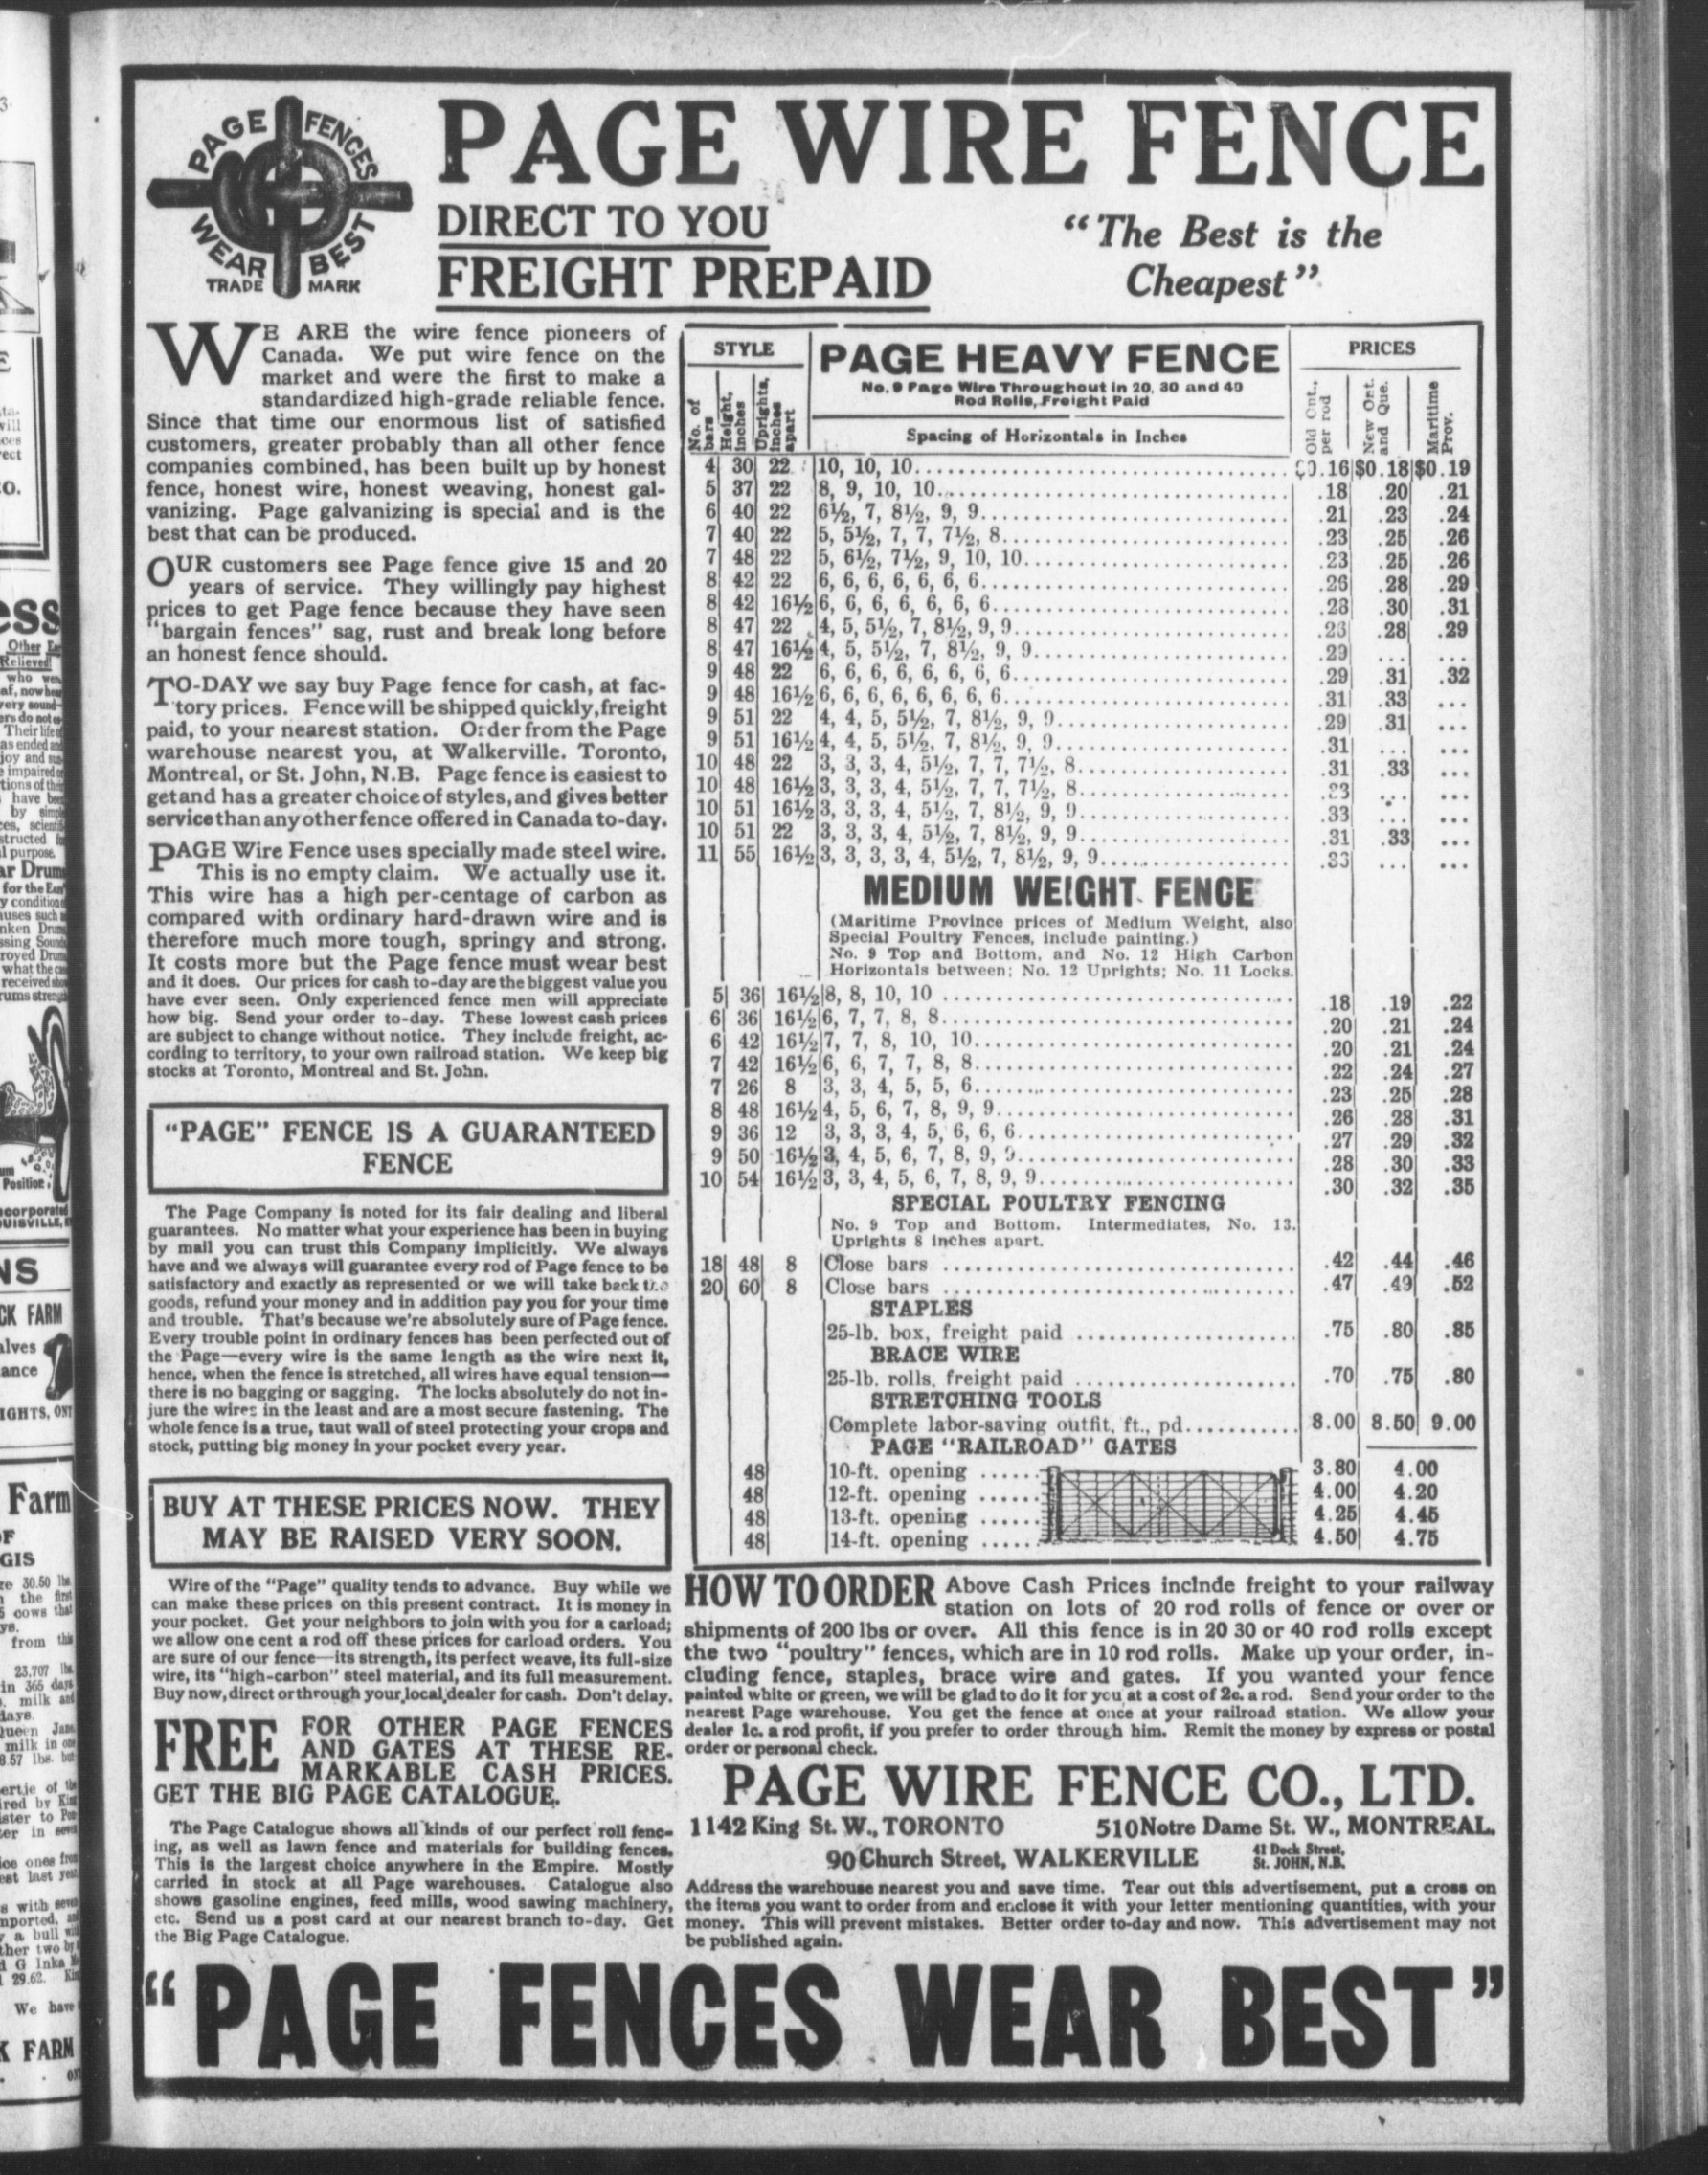 PAGE FENCES
WEAR BEST
TRADE MARK
PAGE WIRE FENCE
DIRECT TO YOU
FREIGHT PREPAID
"The Best is the
Cheapest"
WE ARE the wire fence pioneers of
Canada. We put wire fence on the
market and were the first to make a
standardized high-grade reliable fence.
Since that time our enormous list of satisfied
customers, greater probably than all other fence
companies combined, has been built up by honest
fence, honest wire, honest weaving, honest gal-
vanizing. Page galvanizing is special and is the
best that can be produced.
OUR customers see Page fence give 15 and 20
years of service. They willingly pay highest
prices to get Page fence because they have seen
"bargain fences" sag, rust and break long before
an honest fence should.
TO-DAY we say buy Page fence for cash, at fac-
tory prices. Fence will be shipped quickly, freight
paid, to your nearest station. Order from the Page
warehouse nearest you, at Walkerville. Toronto,
Montreal, or St. John, N.B. Page fence is easiest to
get and has a greater choice of styles, and gives better
service than any other fence offered in Canada to-day.
PAGE Wire Fence uses specially made steel wire.
This is no empty claim. We actually use it.
This wire has a high per-centage of carbon as
compared with ordinary hard-drawn wire and is
therefore much more tough, springy and strong.
It costs more but the Page fence must wear best
and it does. Our prices for cash to-day are the biggest value you
have ever seen. Only experienced fence men will appreciate
how big. Send your order to-day. These lowest cash prices
are subject to change without notice. They include freight, ac-
cording to territory, to your own railroad station. We keep big
stocks at Toronto, Montreal and St. John.
"PAGE" FENCE IS A GUARANTEED
FENCE
The Page Company is noted for its fair dealing and liberal
guarantees. No matter what your experience has been in buying
by mail you can trust this Company implicitly. We always
have and we always will guarantee every rod of Page fence to be
satisfactory and exactly as represented or we will take back the
goods, refund your money and in addition pay you for your time
and trouble. That's because we're absolutely sure of Page fence.
Every trouble point in ordinary fences has been perfected out of
the Page—every wire is the same length as the wire next it,
hence, when the fence is stretched, all wires have equal tension—
there is no bagging or sagging. The locks absolutely do not in-
jure the wires in the least and are a most secure fastening. The
whole fence is a true, taut wall of steel protecting your crops and
stock, putting big money in your pocket every year.
BUY AT THESE PRICES NOW. THEY
MAY BE RAISED VERY SOON.
Wire of the "Page" quality tends to advance. Buy while we
can make these prices on this present contract. It is money in
your pocket. Get your neighbors to join with you for a carload;
we allow one cent a rod off these prices for carload orders. You
are sure of our fence—its strength, its perfect weave, its full-size
wire, its "high-carbon" steel material, and its full measurement.
Buy now, direct or through your local dealer for cash. Don't delay.
FREE FOR OTHER PAGE FENCES
AND GATES AT THESE RE-
MARKABLE CASH PRICES.
GET THE BIG PAGE CATALOGUE.
The Page Catalogue shows all kinds of our perfect roll fenc-
ing, as well as lawn fence and materials for building fences.
This is the largest choice anywhere in the Empire. Mostly
carried in stock at all Page warehouses. Catalogue also
shows gasoline engines, feed mills, wood sawing machinery,
etc. Send us a post card at our nearest branch to-day. Get
the Big Page Catalogue.
STYLE
PAGE HEAVY FENCE
PRICES
No. 9 Page Wire Throughout in 20, 30 and 40
Rod Rolls, Freight Paid
No. of bars
Height, inches
Uprights, inches apart
Spacing of Horizontals in Inches
Old Ont., per rod
New Ont. and Que.
Maritime Prov.
4 30 22 10, 10, 10 $0.16 $0.18 $0.19
5 37 22 8, 9, 10, 10 .18 .20 .21
6 40 22 6½, 7, 8½, 9, 9 .21 .23 .24
7 40 22 5, 5½, 7, 7, 7½, 8 .23 .25 .26
7 48 22 5, 6½, 7½, 9, 10, 10 .23 .25 .26
8 42 22 6, 6, 6, 6, 6, 6, 6 .28 .29
8 42 16½ 6, 6, 6, 6, 6, 6, 6 .30 .31
8 47 22 4, 5, 5½, 7, 8½, 9, 9 .28 .29
8 47 16½ 4, 5, 5½, 7, 8½, 9, 9 .29 ... ...
9 48 22 6, 6, 6, 6, 6, 6, 6, 6 .29 .31 .32
9 48 16½ 6, 6, 6, 6, 6, 6, 6, 6 .31 .33 ...
9 51 22 4, 4, 5, 5½, 7, 8½, 9, 9 .29 .31 ...
9 51 16½ 4, 4, 5, 5½, 7, 8½, 9, 9 .31 ... ...
10 48 22 3, 3, 3, 4, 5½, 7, 7, 7½, 8 .31 .33 ...
10 48 16½ 3, 3, 3, 4, 5½, 7, 7, 7½, 8 ... ...
10 51 16½ 3, 3, 3, 4, 5½, 7, 8½, 9, 9 .33 ... ...
10 51 22 3, 3, 3, 4, 5½, 7, 8½, 9, 9 .31 .33 ...
11 55 16½ 3, 3, 3, 3, 4, 5½, 7, 8½, 9, 9 ... ...
MEDIUM WEIGHT FENCE
(Maritime Province prices of Medium Weight, also
Special Poultry Fences, include painting.)
No. 9 Top and Bottom, and No. 12 High Carbon
Horizontals between; No. 12 Uprights; No. 11 Locks.
5 36 16½ 8, 8, 10, 10 .18 .19 .22
6 36 16½ 6, 7, 7, 8, 8 .20 .21 .24
6 42 16½ 7, 7, 8, 10, 10 .20 .21 .24
7 42 16½ 6, 6, 7, 7, 8, 8 .22 .24 .27
7 26 8 3, 3, 4, 5, 5, 6 .23 .25 .28
8 48 16½ 4, 5, 6, 7, 8, 9, 9 .26 .28 .31
9 36 12 3, 3, 3, 4, 5, 6, 6, 6 .27 .29 .32
9 50 16½ 3, 4, 5, 6, 7, 8, 9, 9 .28 .30 .33
10 54 16½ 3, 3, 4, 5, 6, 7, 8, 9, 9 .30 .32 .35
SPECIAL POULTRY FENCING
No. 9 Top and Bottom. Intermediates, No. 13.
Uprights 8 inches apart.
18 48 8 Close bars .42 .44 .46
20 60 8 Close bars .47 .49 .52
STAPLES
25-lb. box, freight paid .75 .80 .85
BRACE WIRE
25-lb. rolls, freight paid .70 .75 .80
STRETCHING TOOLS
Complete labor-saving outfit, ft., pd. 8.00 8.50 9.00
PAGE "RAILROAD" GATES
48 10-ft. opening 3.80 4.00
48 12-ft. opening 4.00 4.20
48 13-ft. opening 4.25 4.45
48 14-ft. opening 4.50 4.75
HOW TO ORDER Above Cash Prices inclnde freight to your railway
station on lots of 20 rod rolls of fence or over or
shipments of 200 lbs or over. All this fence is in 20 30 or 40 rod rolls except
the two "poultry" fences, which are in 10 rod rolls. Make up your order, in-
cluding fence, staples, brace wire and gates. If you wanted your fence
painted white or green, we will be glad to do it for you at a cost of 2c. a rod. Send your order to the
nearest Page warehouse. You get the fence at once at your railroad station. We allow your
dealer 1c. a rod profit, if you prefer to order through him. Remit the money by express or postal
order or personal check.
PAGE WIRE FENCE CO., LTD.
1142 King St. W., TORONTO 510 Notre Dame St. W., MONTREAL.
90 Church Street, WALKERVILLE 41 Dock Street,
St. JOHN, N.B.
Address the warehouse nearest you and save time. Tear out this advertisement, put a cross on
the items you want to order from and enclose it with your letter mentioning quantities, with your
money. This will prevent mistakes. Better order to-day and now. This advertisement may not
be published again.
"PAGE FENCES WEAR BEST"